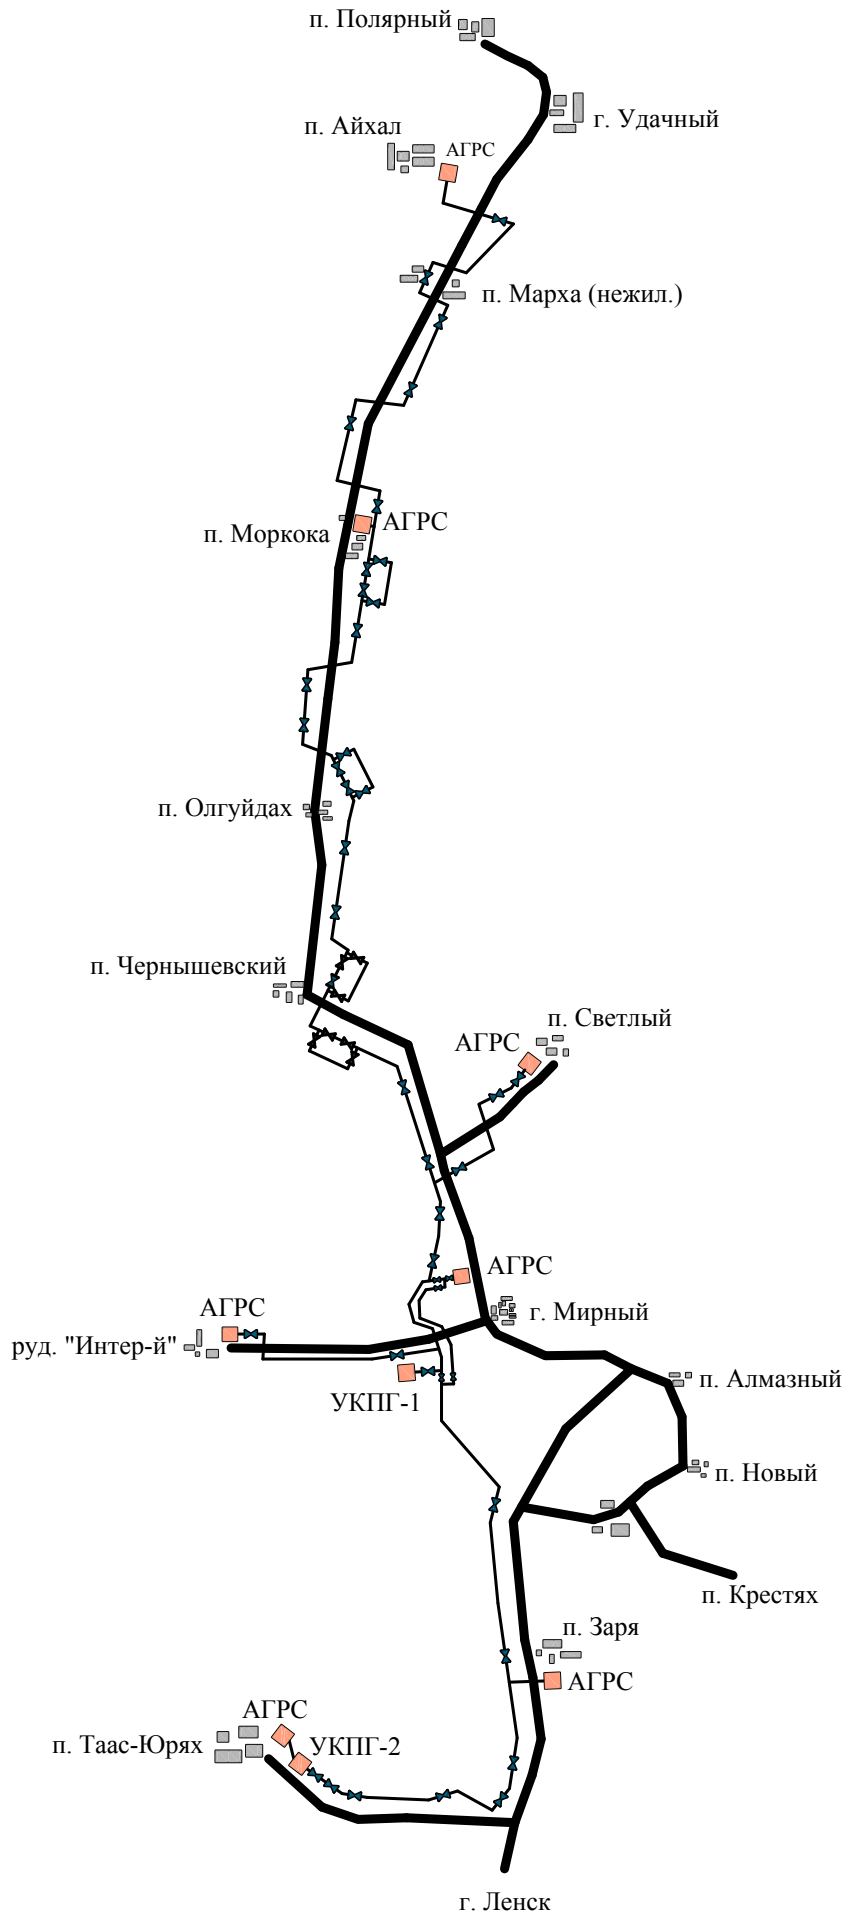 п. Полярный
г. Удачный
п. Айхал
АГРС
п. Марха (нежил.)
АГРС
п. Моркока
п. Олгуйдах
п. Чернышевский
п. Светлый
АГРС
АГРС
АГРС
г. Мирный
руд. "Интер-й"
п. Алмазный
УКПГ-1
п. Новый
п. Крестях
п. Заря
АГРС
АГРС
п. Таас-Юрях
УКПГ-2
г. Ленск